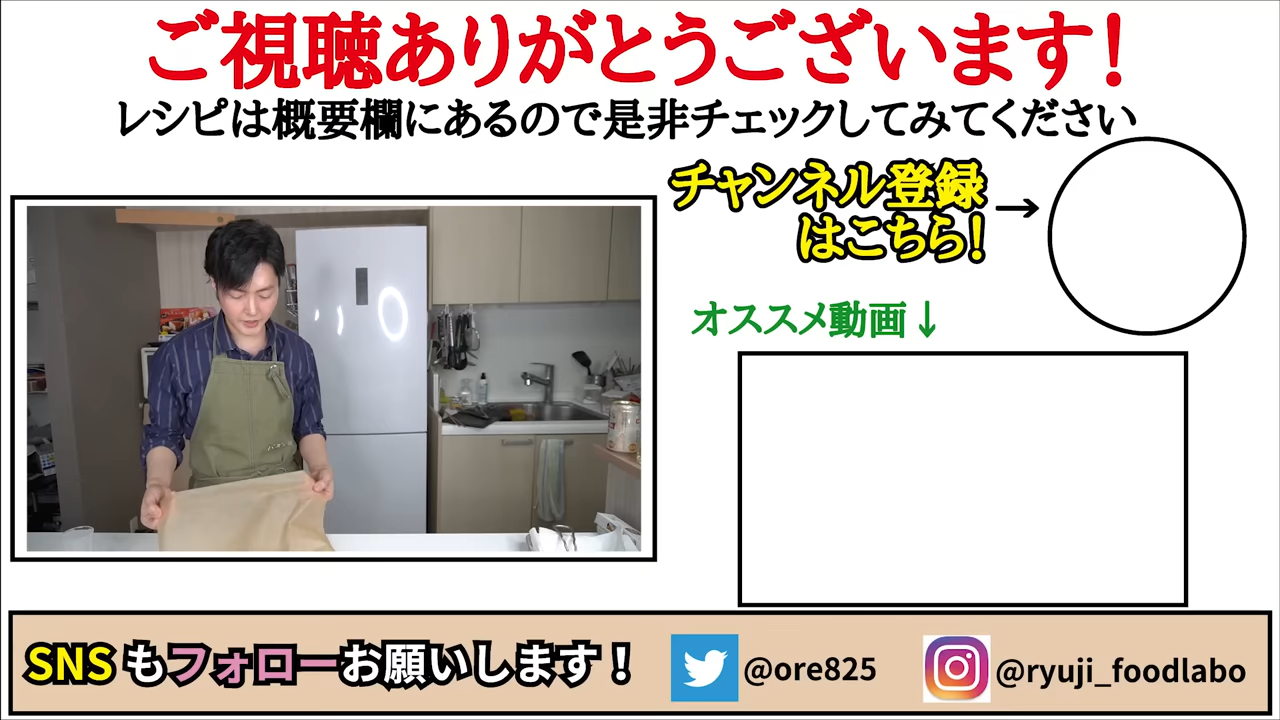 ご視聴ありがとうございます!
レシピは概要欄にあるので是非チェックしてみてください
チャンネル登録
はこちら!
→
オススメ動画↓
SNSもフォローお願いします!
@ore825
@ryuji_foodlabo